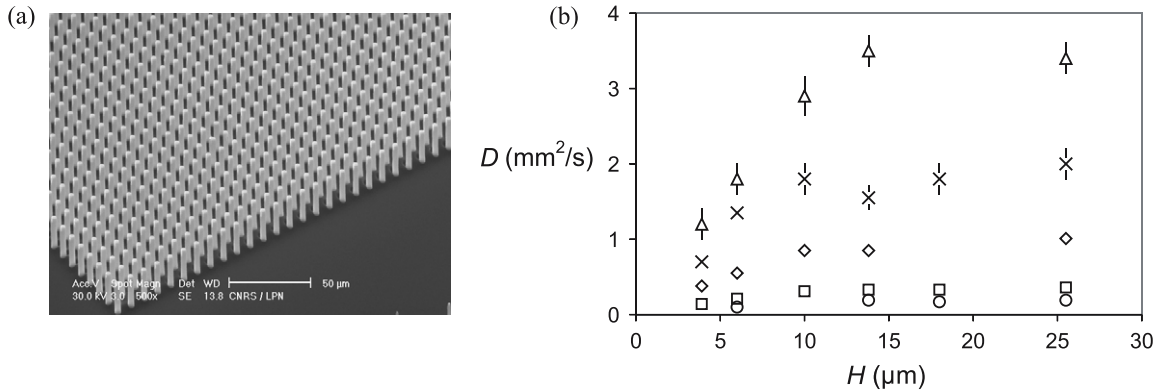 (a)
Acc.V Spot Magn Det WD 50 µm
30.0 kV 3.0 500x SE 13.8 CNRS / LPN
(b)
4
3
2
1
0
D (mm²/s)
0 5 10 15 20 25 30
H (µm)